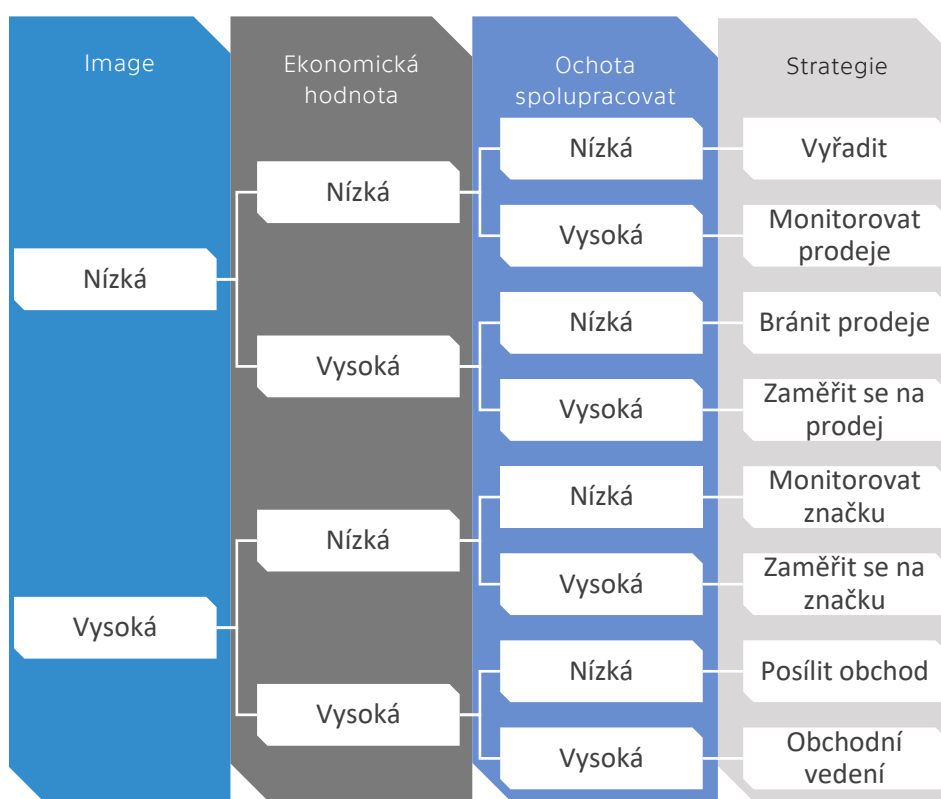 Image
Ekonomická
hodnota
Ochota
spolupracovat
Strategie
Nízká
Nízká
Nízká
Vyřadit
Vysoká
Monitorovat
prodeje
Vysoká
Nízká
Bránit prodeje
Vysoká
Zaměřit se na
prodej
Vysoká
Nízká
Nízká
Monitorovat
značku
Vysoká
Zaměřit se na
značku
Vysoká
Nízká
Posílit obchod
Vysoká
Obchodní
vedení